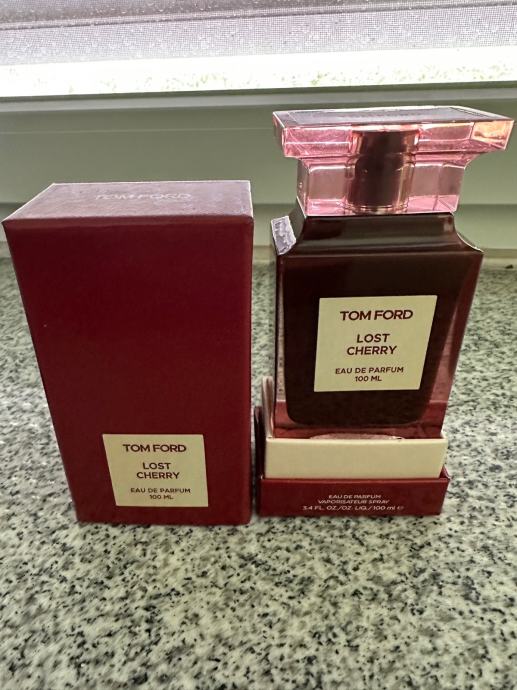 TOM FORD
TOM FORD
LOST
CHERRY
EAU DE PARFUM
100 ML
TOM FORD
LOST
CHERRY
EAU DE PARFUM
100 ML
EAU DE PARFUM
VAPORISATEUR SPRAY
3.4 FL. OZ./OZ. LIQ./100 ml ℮